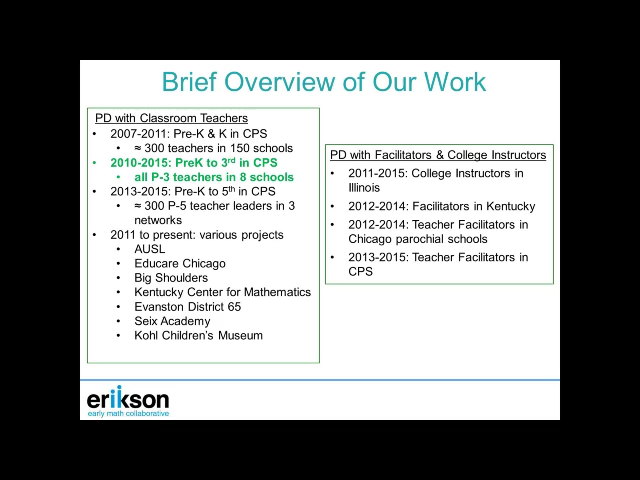 Brief Overview of Our Work
PD with Classroom Teachers
• 2007-2011: Pre-K & K in CPS
• ≈ 300 teachers in 150 schools
• 2010-2015: PreK to 3rd in CPS
• all P-3 teachers in 8 schools
• 2013-2015: Pre-K to 5th in CPS
• ≈ 300 P-5 teacher leaders in 3
networks
• 2011 to present: various projects
• AUSL
• Educare Chicago
• Big Shoulders
• Kentucky Center for Mathematics
• Evanston District 65
• Seix Academy
• Kohl Children's Museum
PD with Facilitators & College Instructors
• 2011-2015: College Instructors in
Illinois
• 2012-2014: Facilitators in Kentucky
• 2012-2014: Teacher Facilitators in
Chicago parochial schools
• 2013-2015: Teacher Facilitators in
CPS
erikson
early math collaborative